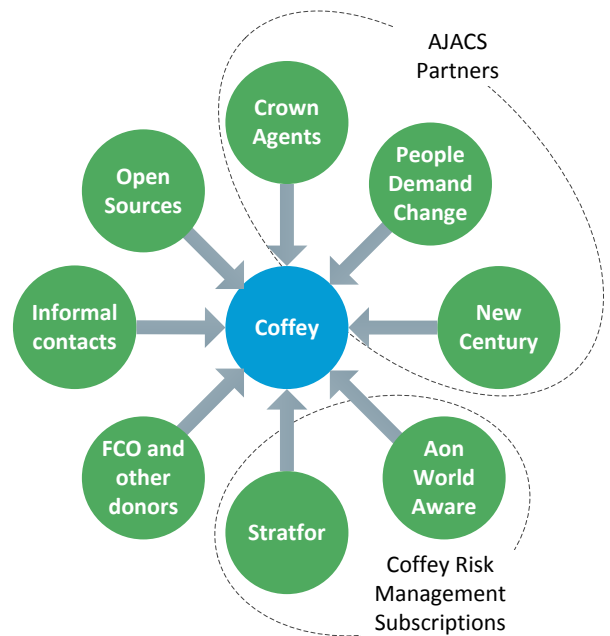 AJACS
Partners
Crown
Agents
People
Demand
Change
Open
Sources
Informal
contacts
Coffey
New
Century
FCO and
other
donors
Aon
World
Aware
Stratfor
Coffey Risk
Management
Subscriptions